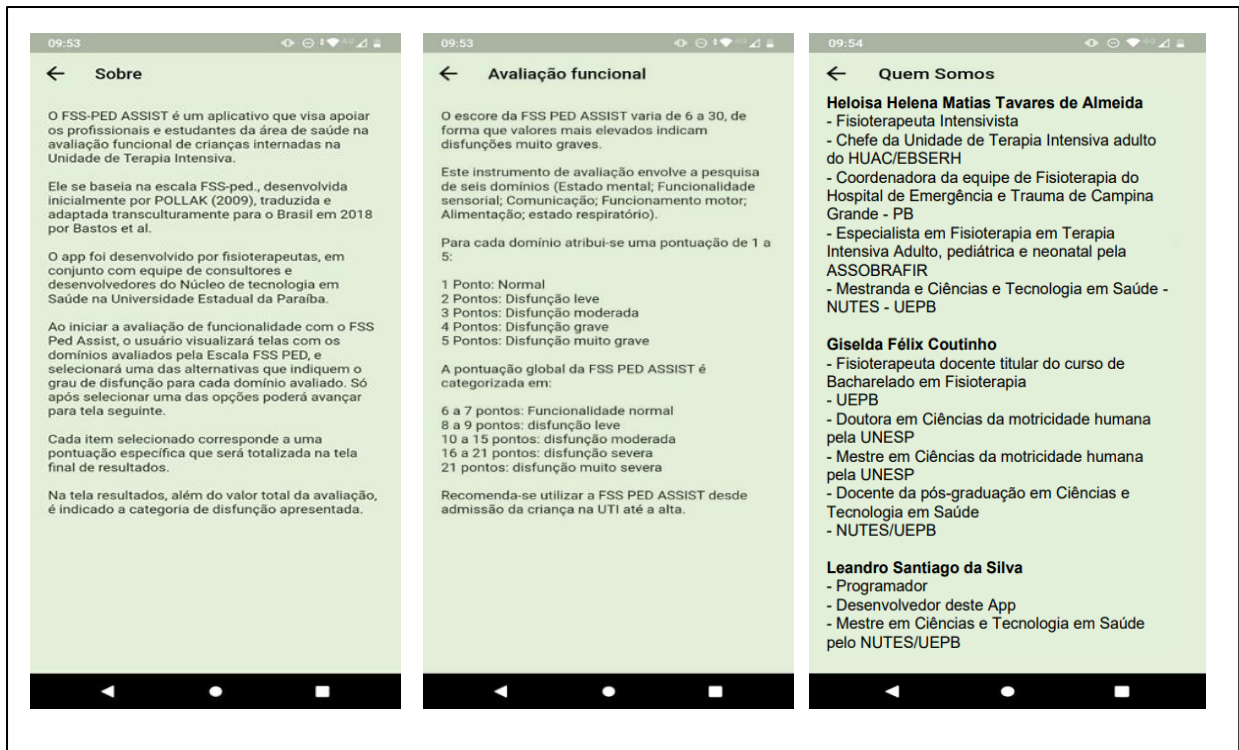 09:53
4G
Sobre
O FSS-PED ASSIST é um aplicativo que visa apoiar
os profissionais e estudantes da área de saúde na
avaliação funcional de crianças internadas na
Unidade de Terapia Intensiva.
Ele se baseia na escala FSS-ped., desenvolvida
inicialmente por POLLAK (2009), traduzida e
adaptada transculturamente para o Brasil em 2018
por Bastos et al.
O app foi desenvolvido por fisioterapeutas, em
conjunto com equipe de consultores e
desenvolvedores do Núcleo de tecnologia em
Saúde na Universidade Estadual da Paraíba.
Ao iniciar a avaliação de funcionalidade com o FSS
Ped Assist, o usuário visualizará telas com os
domínios avaliados pela Escala FSS PED, e
selecionará uma das alternativas que indiquem o
grau de disfunção para cada domínio avaliado. Só
após selecionar uma das opções poderá avançar
para tela seguinte.
Cada item selecionado corresponde a uma
pontuação específica que será totalizada na tela
final de resultados.
Na tela resultados, além do valor total da avaliação,
é indicado a categoria de disfunção apresentada.
09:53
4G
Avaliação funcional
O escore da FSS PED ASSIST varia de 6 a 30, de
forma que valores mais elevados indicam
disfunções muito graves.
Este instrumento de avaliação envolve a pesquisa
de seis domínios (Estado mental; Funcionalidade
sensorial; Comunicação; Funcionamento motor;
Alimentação; estado respiratório).
Para cada domínio atribui-se uma pontuação de 1 a
5:
1 Ponto: Normal
2 Pontos: Disfunção leve
3 Pontos: Disfunção moderada
4 Pontos: Disfunção grave
5 Pontos: Disfunção muito grave
A pontuação global da FSS PED ASSIST é
categorizada em:
6 a 7 pontos: Funcionalidade normal
8 a 9 pontos: disfunção leve
10 a 15 pontos: disfunção moderada
16 a 21 pontos: disfunção severa
21 pontos: disfunção muito severa
Recomenda-se utilizar a FSS PED ASSIST desde
admissão da criança na UTI até a alta.
09:54
4G
Quem Somos
Heloisa Helena Matias Tavares de Almeida
- Fisioterapeuta Intensivista
- Chefe da Unidade de Terapia Intensiva adulto
do HUAC/EBSERH
- Coordenadora da equipe de Fisioterapia do
Hospital de Emergência e Trauma de Campina
Grande - PB
- Especialista em Fisioterapia em Terapia
Intensiva Adulto, pediátrica e neonatal pela
ASSOBRAFIR
- Mestranda e Ciências e Tecnologia em Saúde -
NUTES - UEPB
Giselda Félix Coutinho
- Fisioterapeuta docente titular do curso de
Bacharelado em Fisioterapia
- UEPB
- Doutora em Ciências da motricidade humana
pela UNESP
- Mestre em Ciências da motricidade humana
pela UNESP
- Docente da pós-graduação em Ciências e
Tecnologia em Saúde
- NUTES/UEPB
Leandro Santiago da Silva
- Programador
- Desenvolvedor deste App
- Mestre em Ciências e Tecnologia em Saúde
pelo NUTES/UEPB